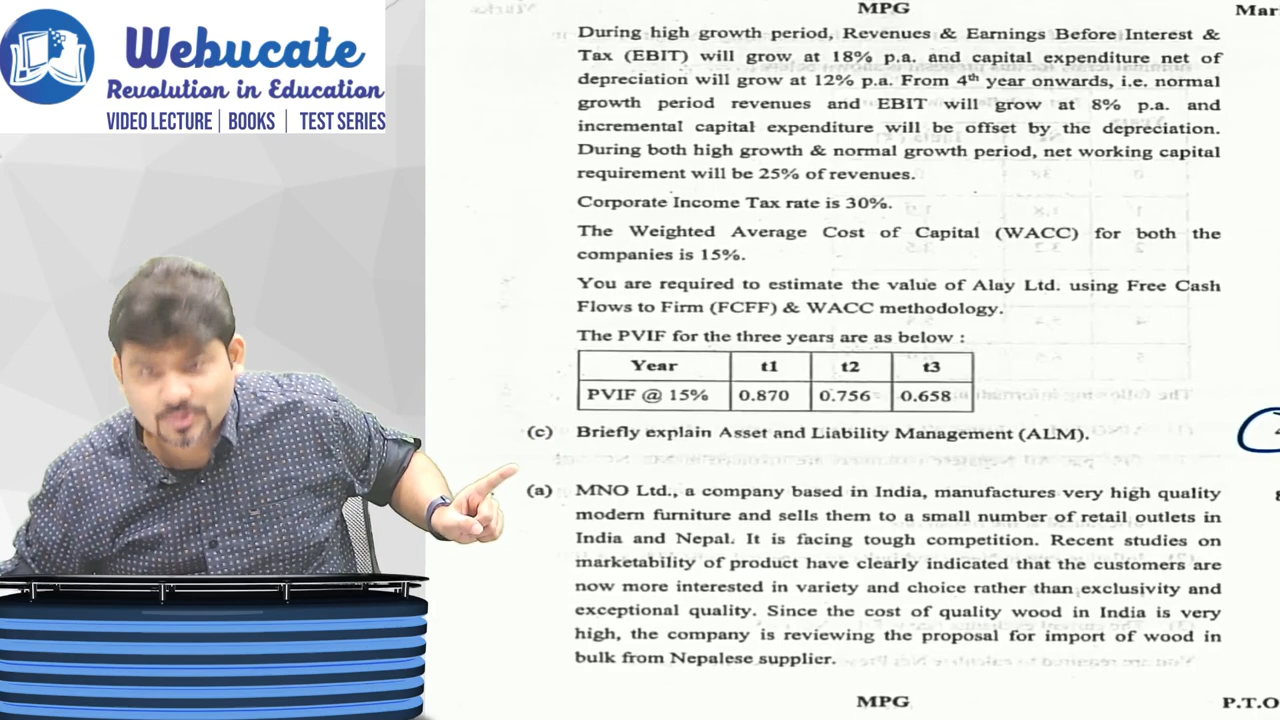 Webucate
Revolution in Education
VIDEO LECTURE | BOOKS | TEST SERIES
MPG
Mar
During high growth period, Revenues & Earnings Before Interest &
Tax (EBIT) will grow at 18% p.a. and capital expenditure net of
depreciation will grow at 12% p.a. From 4th year onwards, i.e. normal
growth period revenues and EBIT will grow at 8% p.a. and
incremental capital expenditure will be offset by the depreciation.
During both high growth & normal growth period, net working capital
requirement will be 25% of revenues.
Corporate Income Tax rate is 30%.
The Weighted Average Cost of Capital (WACC) for both the
companies is 15%.
You are required to estimate the value of Alay Ltd. using Free Cash
Flows to Firm (FCFF) & WACC methodology.
The PVIF for the three years are as below :
Year t1 t2 t3
PVIF @ 15% 0.870 0.756 0.658
(c) Briefly explain Asset and Liability Management (ALM).
(a) MNO Ltd., a company based in India, manufactures very high quality
modern furniture and sells them to a small number of retail outlets in
India and Nepal. It is facing tough competition. Recent studies on
marketability of product have clearly indicated that the customers are
now more interested in variety and choice rather than exclusivity and
exceptional quality. Since the cost of quality wood in India is very
high, the company is reviewing the proposal for import of wood in
bulk from Nepalese supplier.
MPG
P.T.O